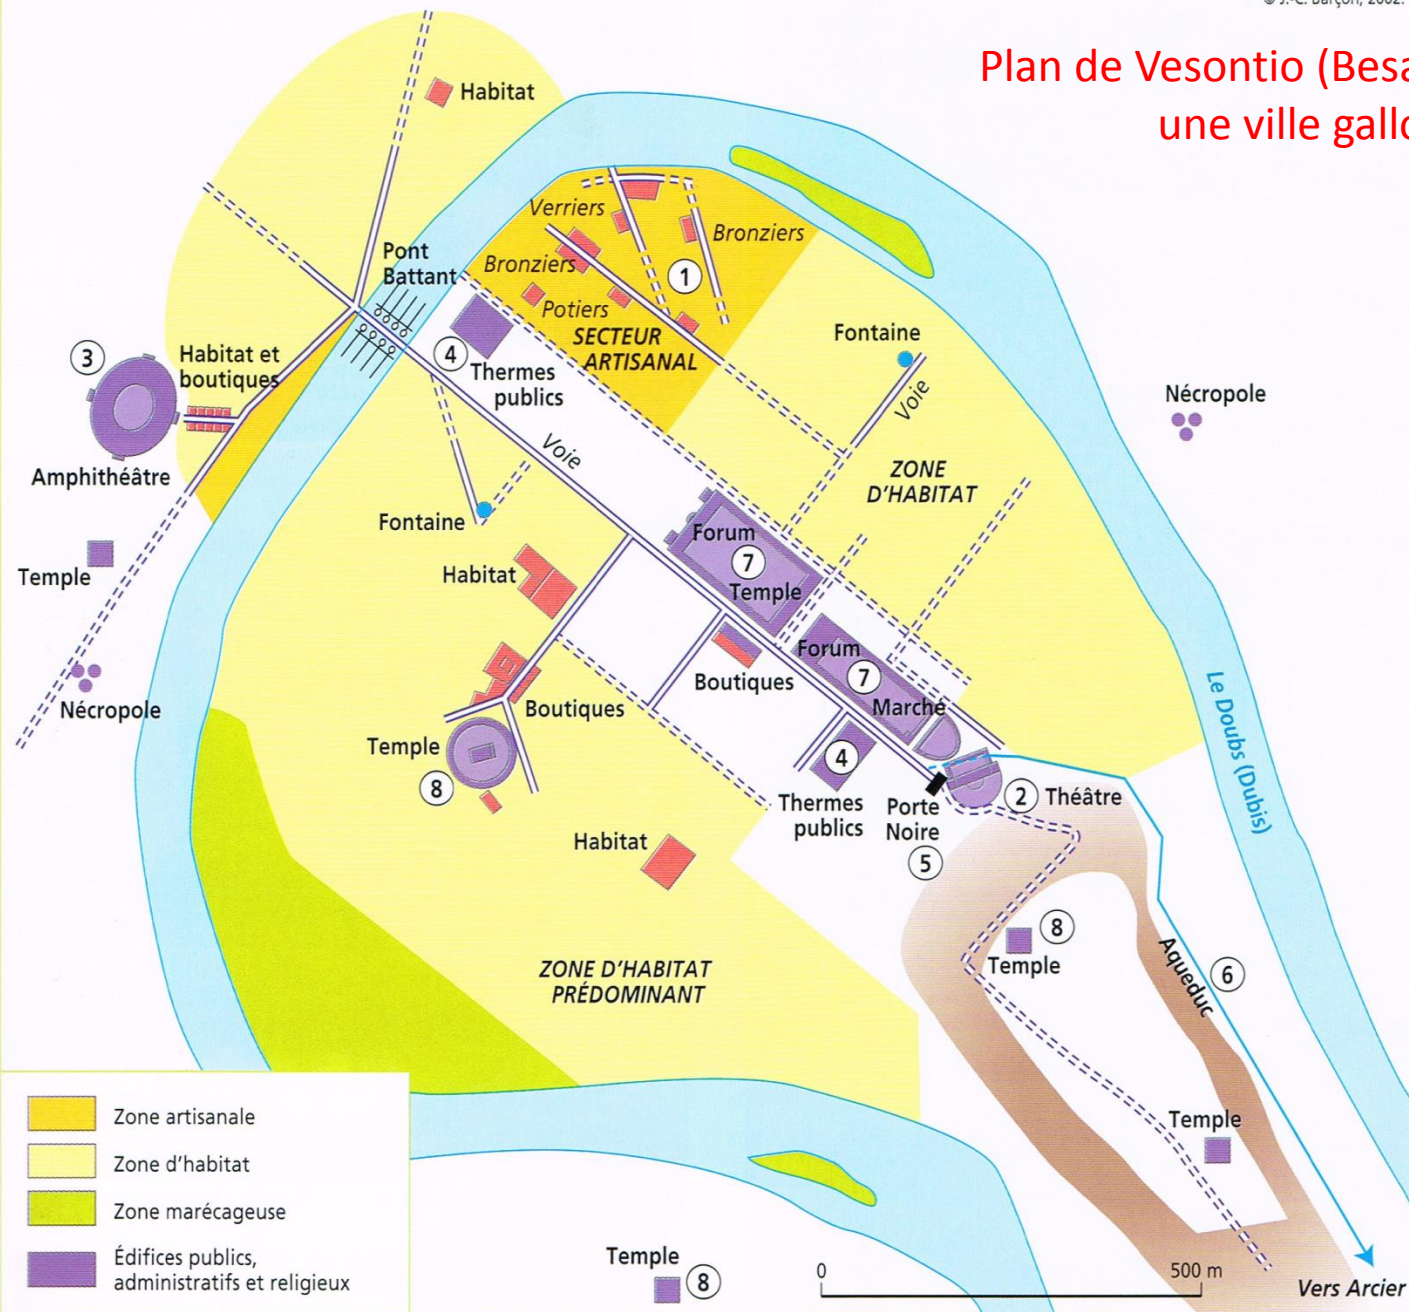 © J.-C. Barçon, 2002.
Plan de Vesontio (Besa
une ville gallo
Habitat
Verriers
Bronziers
Pont
Battant
Bronziers
1
Potiers
SECTEUR
ARTISANAL
Fontaine
3
Habitat et
boutiques
4
Thermes
publics
Voie
Nécropole
Amphithéâtre
Voie
ZONE
D'HABITAT
Fontaine
Forum
7
Temple
Habitat
Temple
Forum
7
Marché
Boutiques
Le Doubs (Dubis)
Nécropole
Boutiques
Temple
8
4
Thermes
publics
Porte
Noire
5
2
Théâtre
Habitat
8
Temple
Aqueduc
6
ZONE D'HABITAT
PRÉDOMINANT
Temple
Zone artisanale
Zone d'habitat
Zone marécageuse
Édifices publics,
administratifs et religieux
Temple
8
0
500 m
Vers Arcier